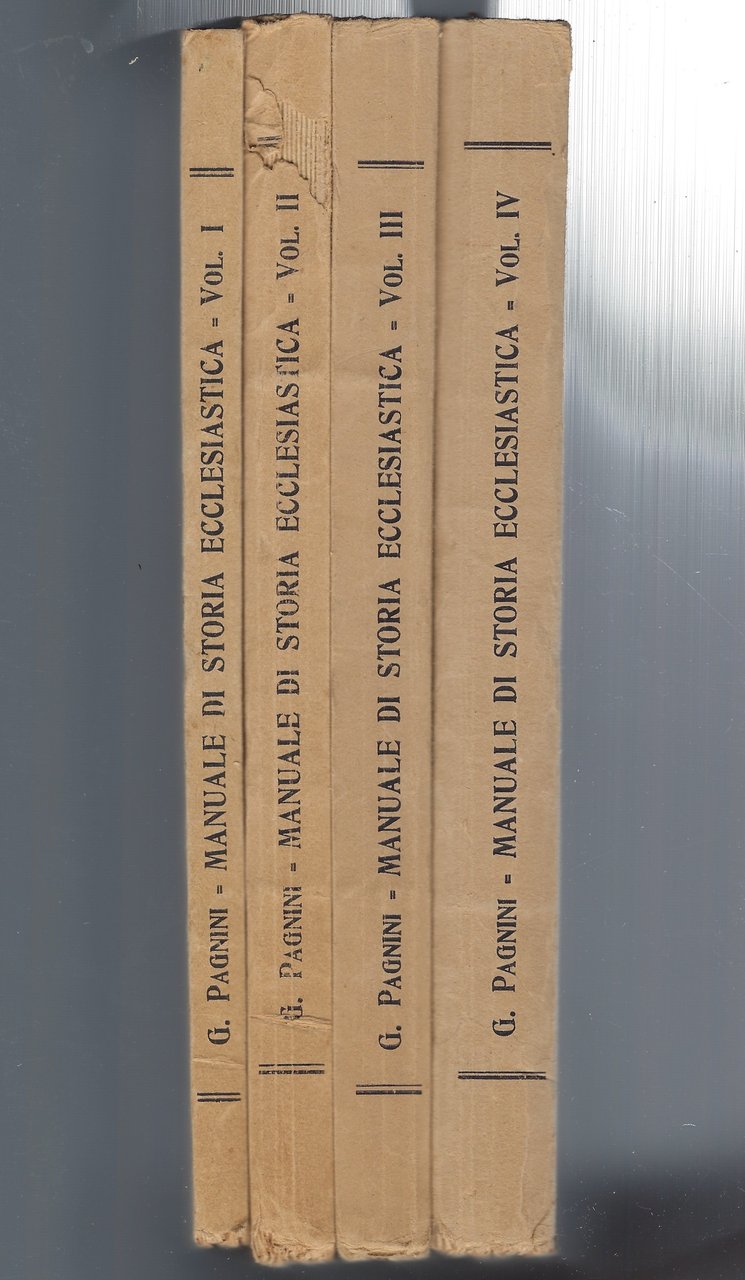 G. PAGNINI = MANUALE DI STORIA ECCLESIASTICA = VOL. I
G. PAGNINI = MANUALE DI STORIA ECCLESIASTICA = VOL. II
G. PAGNINI = MANUALE DI STORIA ECCLESIASTICA = VOL. III
G. PAGNINI = MANUALE DI STORIA ECCLESIASTICA = VOL. IV